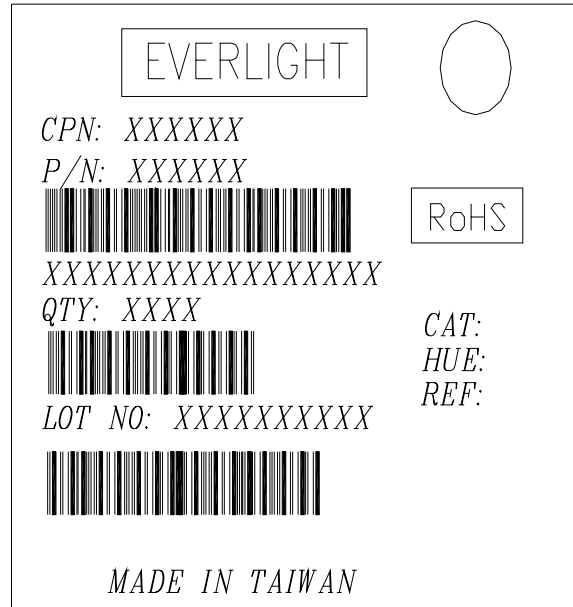 EVERLIGHT
CPN: XXXXXX
P/N: XXXXXX
RoHS
XXXXXXXXXXXXXXXXX
QTY: XXXX
CAT:
HUE:
REF:
LOT NO: XXXXXXXXXX
MADE IN TAIWAN